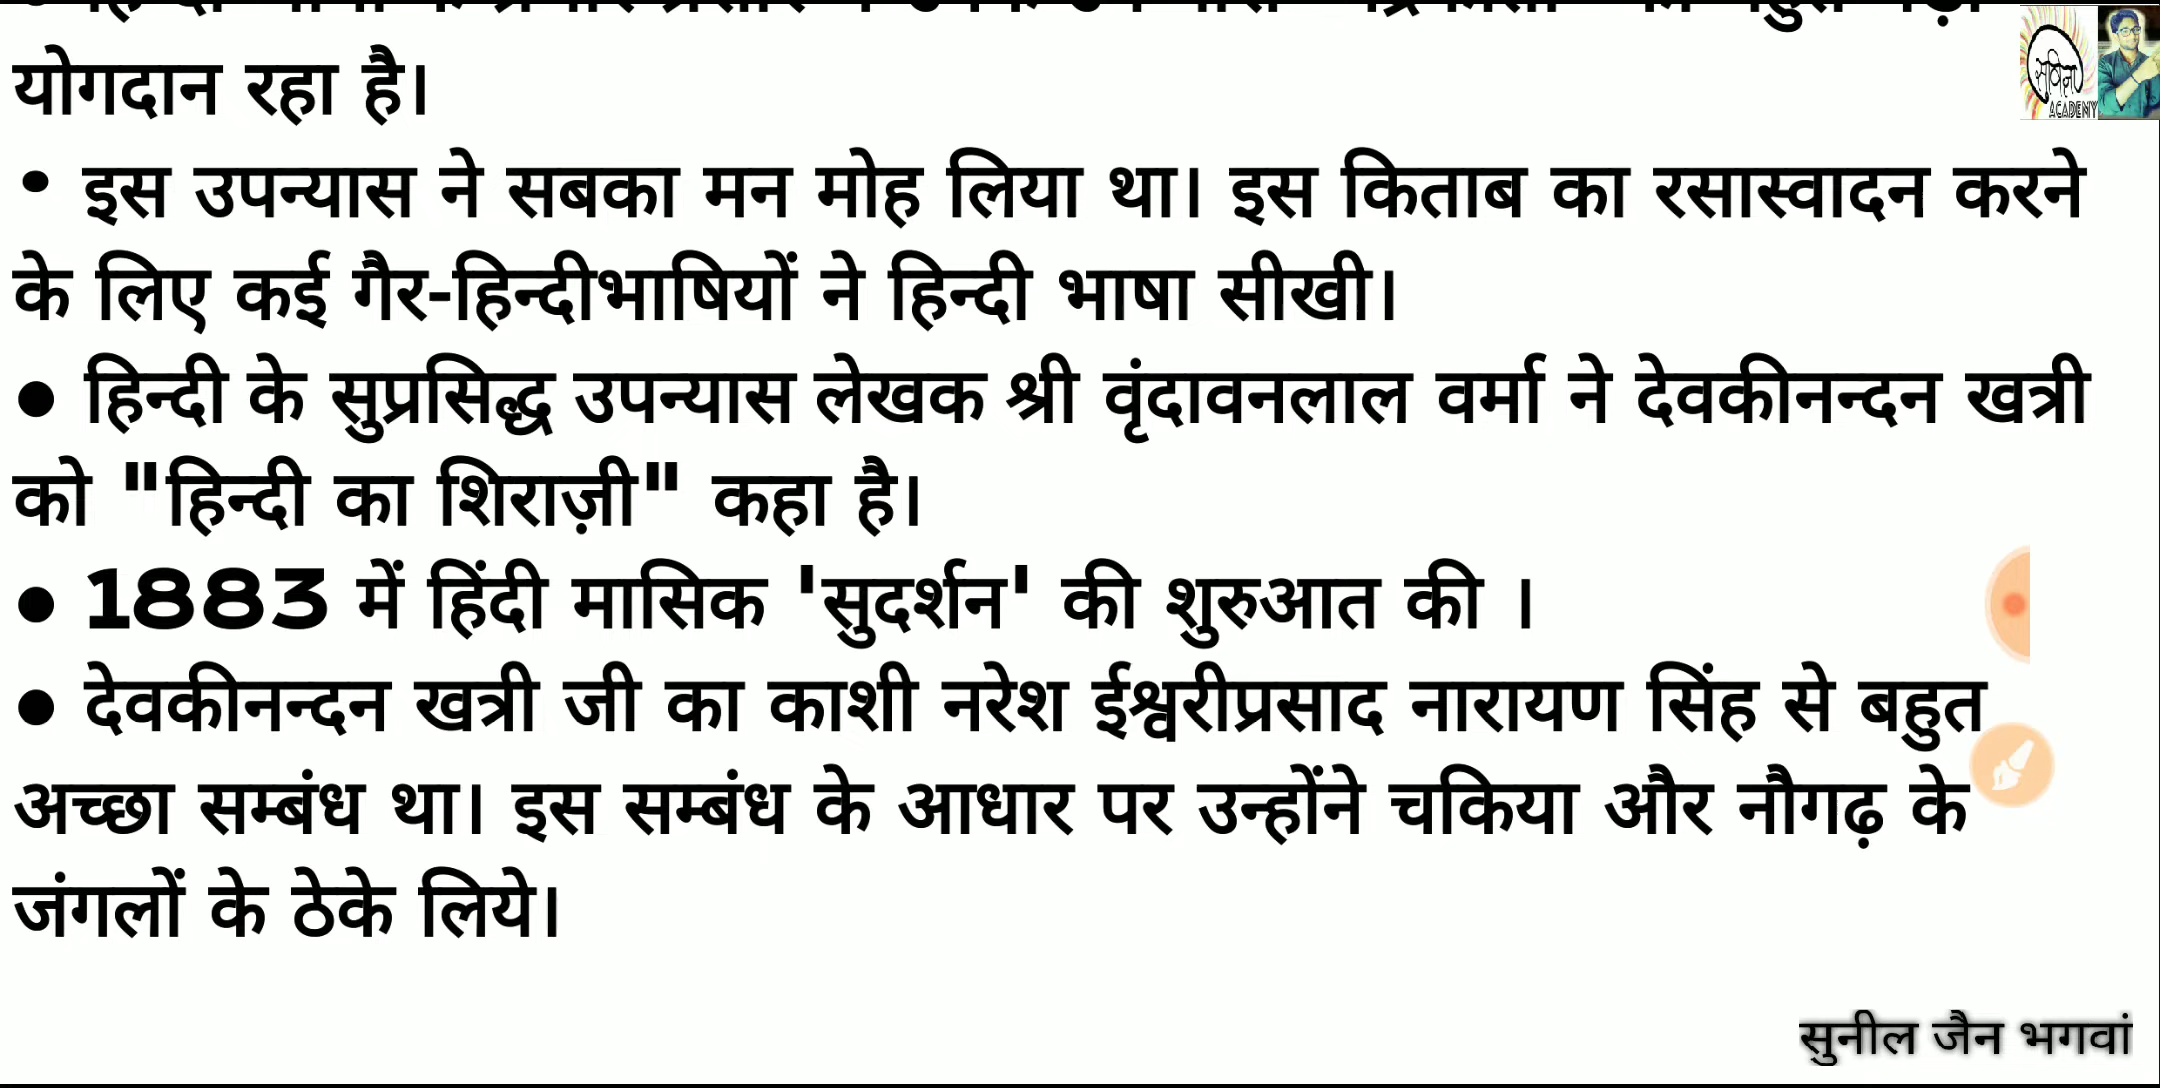 योगदान रहा है।
• इस उपन्यास ने सबका मन मोह लिया था। इस किताब का रसास्वादन करने
के लिए कई गैर-हिन्दीभाषियों ने हिन्दी भाषा सीखी।
● हिन्दी के सुप्रसिद्ध उपन्यास लेखक श्री वृंदावनलाल वर्मा ने देवकीनन्दन खत्री
को "हिन्दी का शिराज़ी" कहा है।
● 1883 में हिंदी मासिक 'सुदर्शन' की शुरुआत की ।
● देवकीनन्दन खत्री जी का काशी नरेश ईश्वरीप्रसाद नारायण सिंह से बहुत
अच्छा सम्बंध था। इस सम्बंध के आधार पर उन्होंने चकिया और नौगढ़ के
जंगलों के ठेके लिये।
ACADEMY
सुनील जैन भगवां